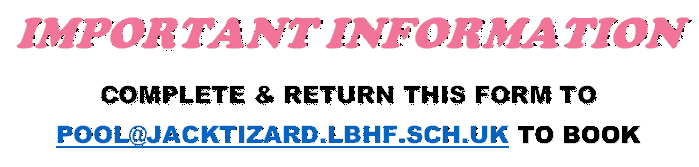 IMPORTANT INFORMATION
COMPLETE & RETURN THIS FORM TO
POOL@JACKTIZARD.LBHF.SCH.UK TO BOOK